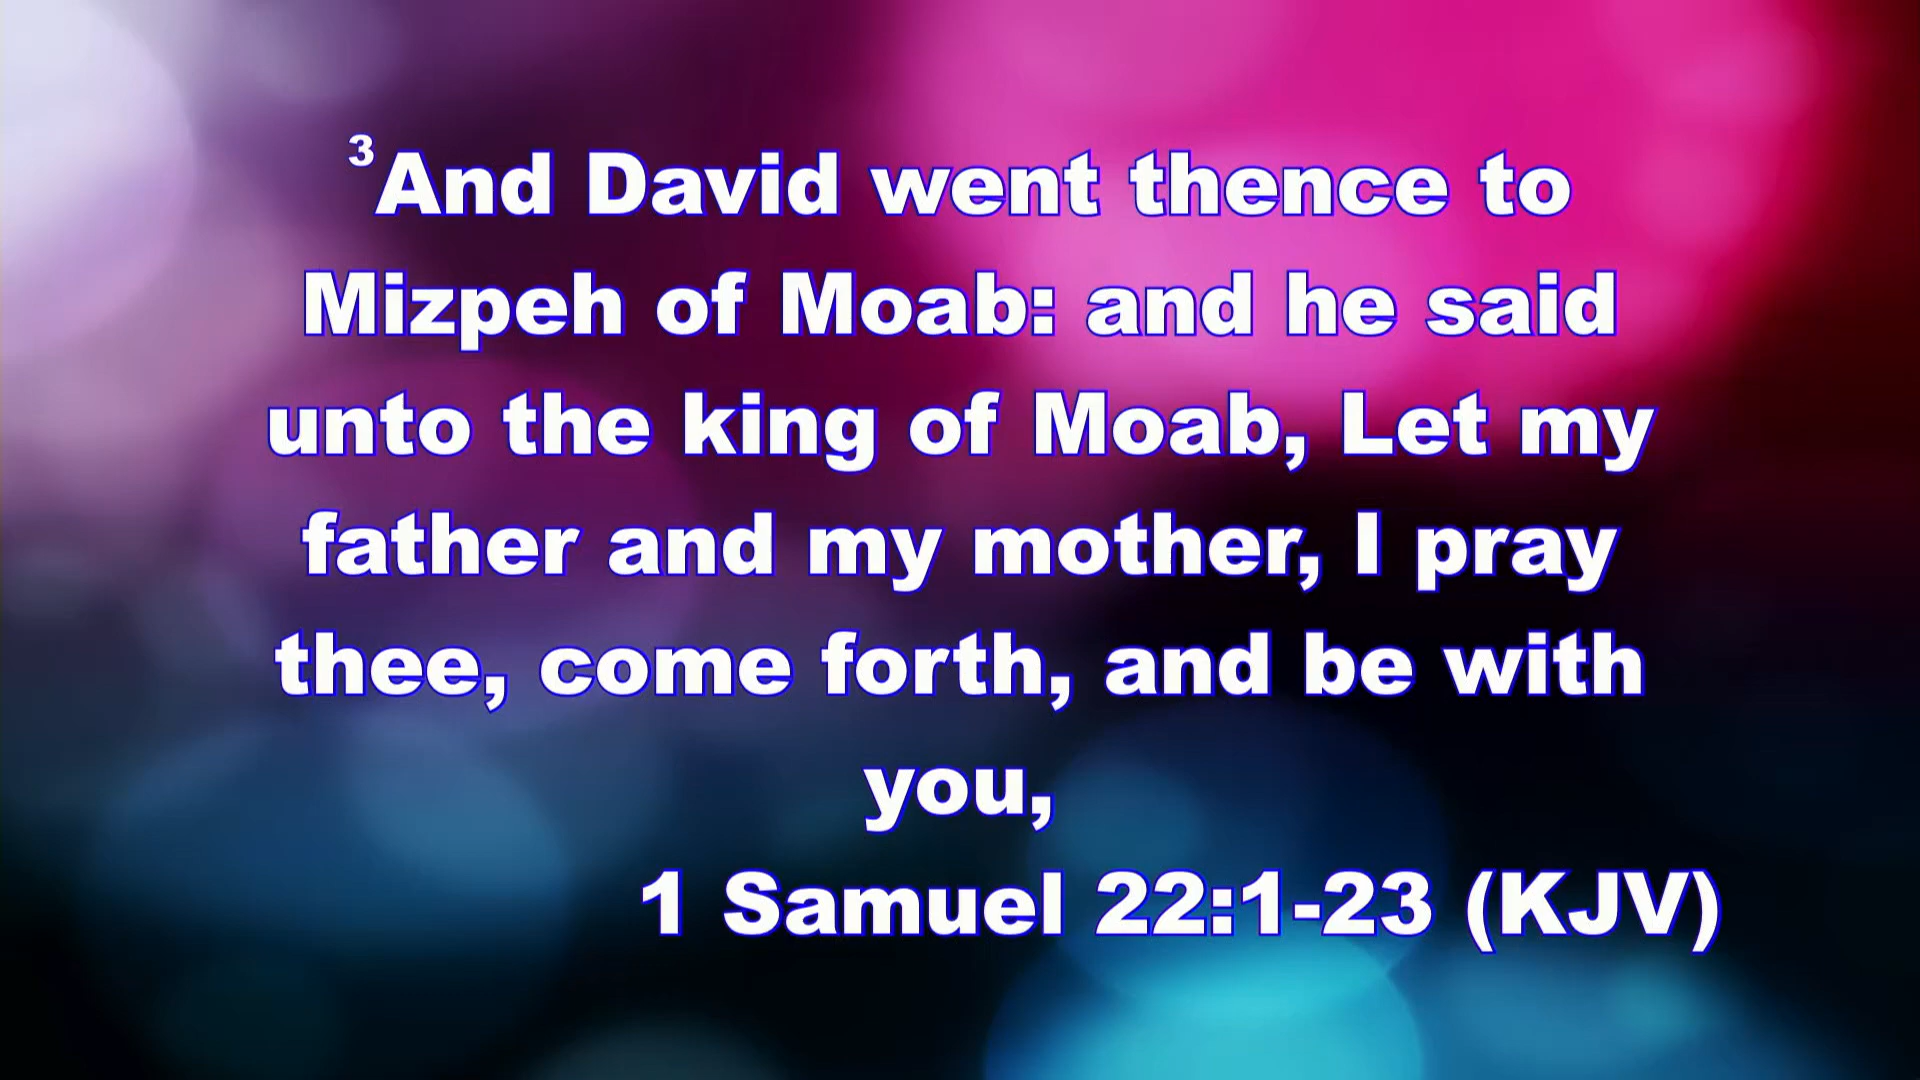 ³And David went thence to
Mizpeh of Moab: and he said
unto the king of Moab, Let my
father and my mother, I pray
thee, come forth, and be with
you,
1 Samuel 22:1-23 (KJV)